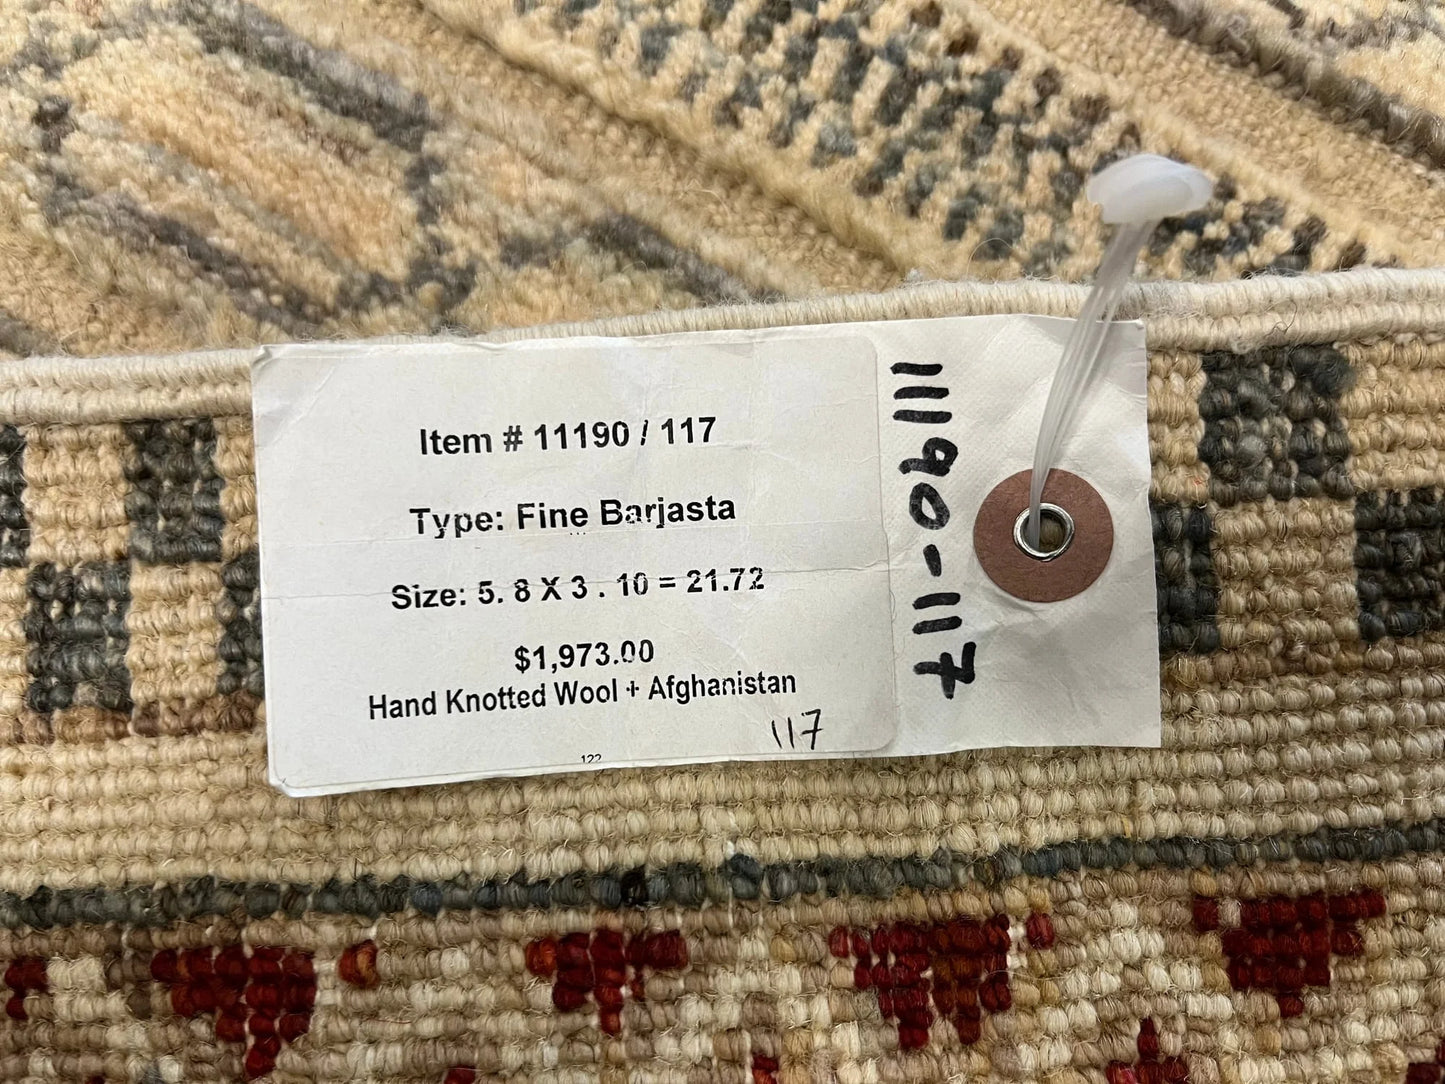 Item # 11190 / 117
Type: Fine Barjasta
Size: 5. 8 X 3 . 10 = 21.72
$1,973.00
Hand Knotted Wool + Afghanistan
117
122
11190-117